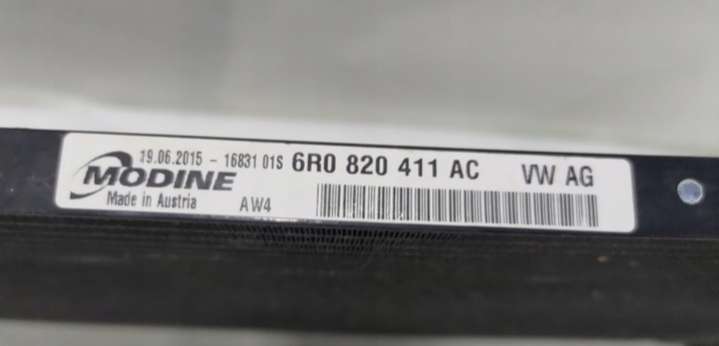 19.06.2015 - 16831 01S 6R0 820 411 AC VW AG
MODINE
Made in Austria AW4